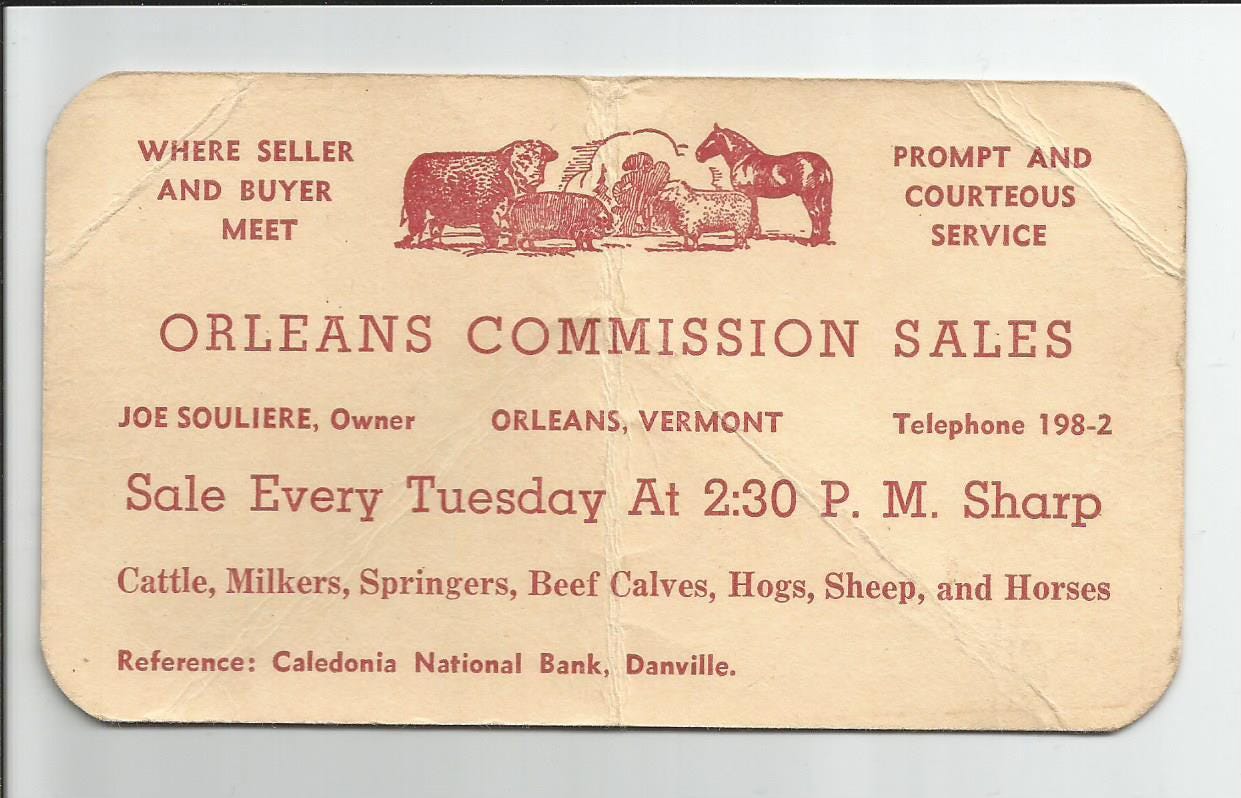 WHERE SELLER
AND BUYER
MEET
PROMPT AND
COURTEOUS
SERVICE
ORLEANS COMMISSION SALES
JOE SOULIERE, Owner ORLEANS, VERMONT Telephone 198-2
Sale Every Tuesday At 2:30 P. M. Sharp
Cattle, Milkers, Springers, Beef Calves, Hogs, Sheep, and Horses
Reference: Caledonia National Bank, Danville.